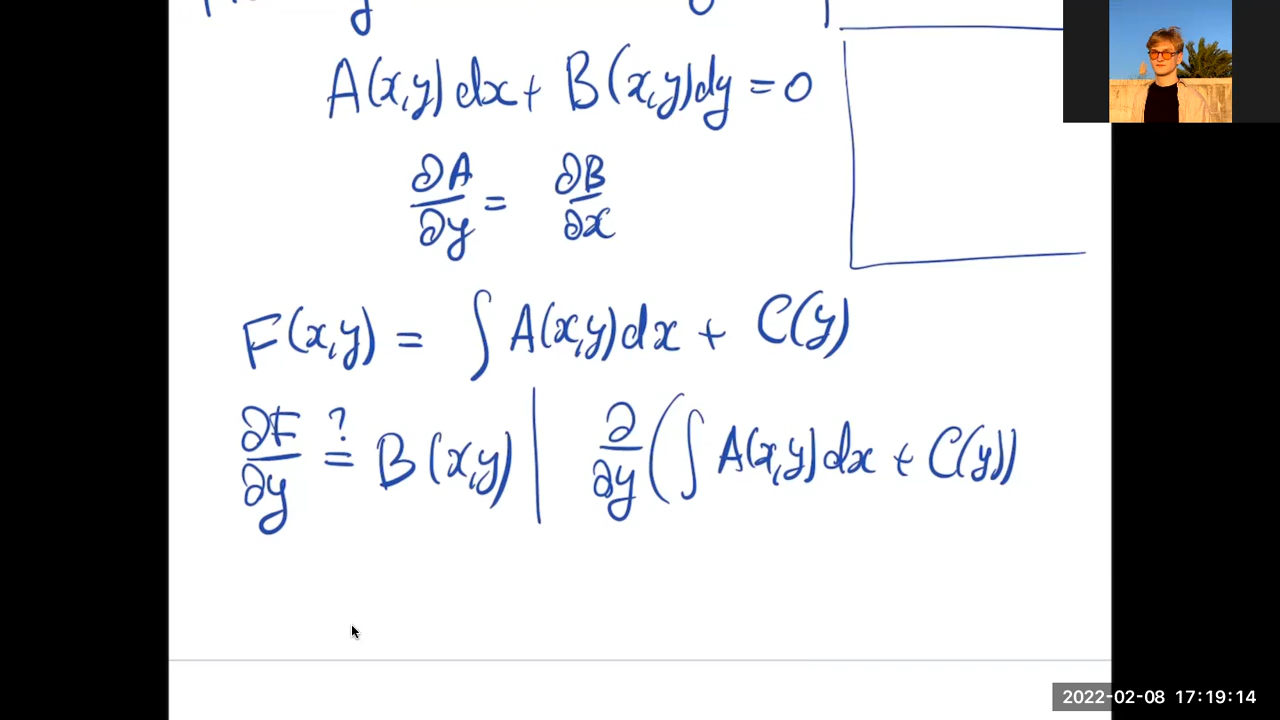 A(x,y) dx + B(x,y) dy = 0
∂A/∂y = ∂B/∂x
F(x,y) = ∫ A(x,y) dx + C(y)
∂F/∂y ≟ B(x,y) | ∂/∂y (∫ A(x,y) dx + C(y))
2022-02-08 17:19:14